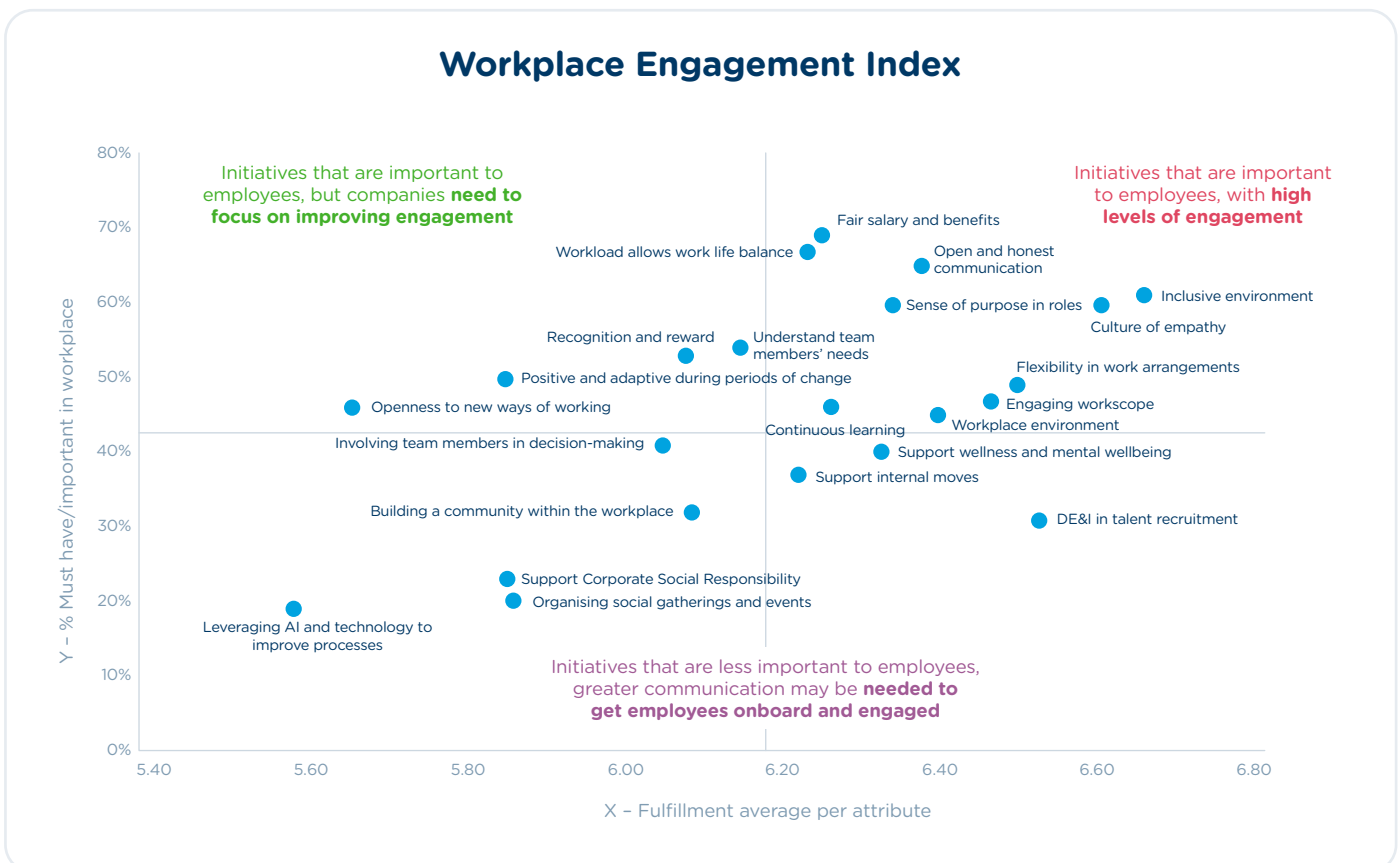 Workplace Engagement Index
80%
Initiatives that are important to
employees, but companies need to
focus on improving engagement
Initiatives that are important
to employees, with high
levels of engagement
70%
Fair salary and benefits
Workload allows work life balance
Open and honest
communication
60%
Inclusive environment
Sense of purpose in roles
Culture of empathy
Recognition and reward
Understand team
members' needs
50%
Positive and adaptive during periods of change
Flexibility in work arrangements
Openness to new ways of working
Engaging workscope
Continuous learning
Workplace environment
40%
Involving team members in decision-making
Support wellness and mental wellbeing
Support internal moves
30%
Building a community within the workplace
DE&I in talent recruitment
20%
Support Corporate Social Responsibility
Organising social gatherings and events
Leveraging AI and technology to
improve processes
10%
Initiatives that are less important to employees,
greater communication may be needed to
get employees onboard and engaged
0%
Y – % Must have/important in workplace
5.40
5.60
5.80
6.00
6.20
6.40
6.60
6.80
X – Fulfillment average per attribute